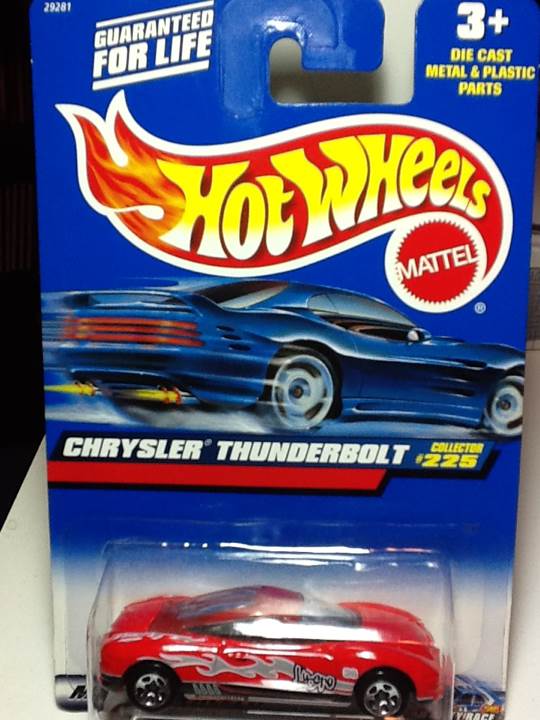 29281
GUARANTEED
FOR LIFE
3+
DIE CAST
METAL & PLASTIC
PARTS
HOT WHEELS
MATTEL
®
CHRYSLER® THUNDERBOLT
COLLECTOR
#225